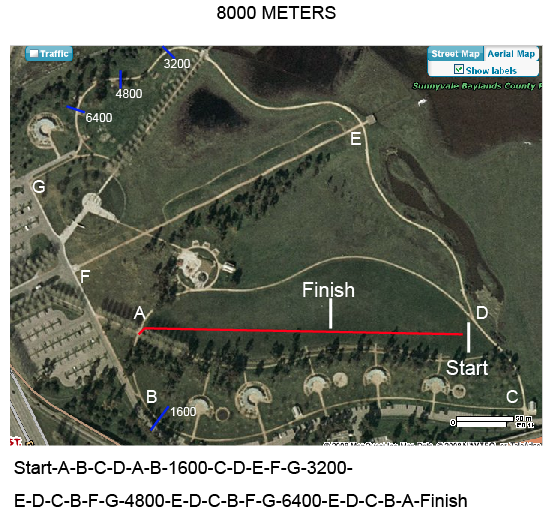 8000 METERS
Traffic
Street Map
Aerial Map
Show labels
Sunnyvale Baylands County P
3200
4800
6400
E
G
F
Finish
A
D
Start
B
1600
C
0
Start-A-B-C-D-A-B-1600-C-D-E-F-G-3200-
E-D-C-B-F-G-4800-E-D-C-B-F-G-6400-E-D-C-B-A-Finish